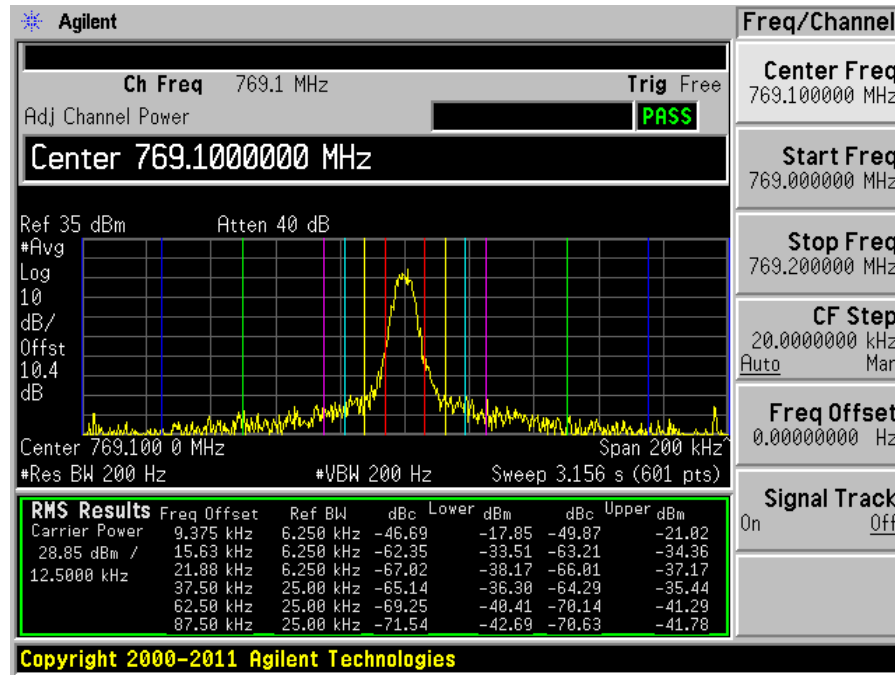 Agilent
Freq/Channel
Ch Freq 769.1 MHz Trig Free
Adj Channel Power PASS
Center 769.1000000 MHz
Ref 35 dBm Atten 40 dB
#Avg
Log
10
dB/
Offst
10.4
dB
Center 769.100 0 MHz Span 200 kHz^
#Res BW 200 Hz #VBW 200 Hz Sweep 3.156 s (601 pts)
RMS Results Freq Offset Ref BW dBc Lower dBm dBc Upper dBm
Carrier Power 9.375 kHz 6.250 kHz -46.69 -17.85 -49.87 -21.02
28.85 dBm / 15.63 kHz 6.250 kHz -62.35 -33.51 -63.21 -34.36
12.5000 kHz 21.88 kHz 6.250 kHz -67.02 -38.17 -66.01 -37.17
37.50 kHz 25.00 kHz -65.14 -36.30 -64.29 -35.44
62.50 kHz 25.00 kHz -69.25 -40.41 -70.14 -41.29
87.50 kHz 25.00 kHz -71.54 -42.69 -70.63 -41.78
Copyright 2000-2011 Agilent Technologies
Center Freq
769.100000 MHz
Start Freq
769.000000 MHz
Stop Freq
769.200000 MHz
CF Step
20.0000000 kHz
Auto Man
Freq Offset
0.00000000 Hz
Signal Track
On Off